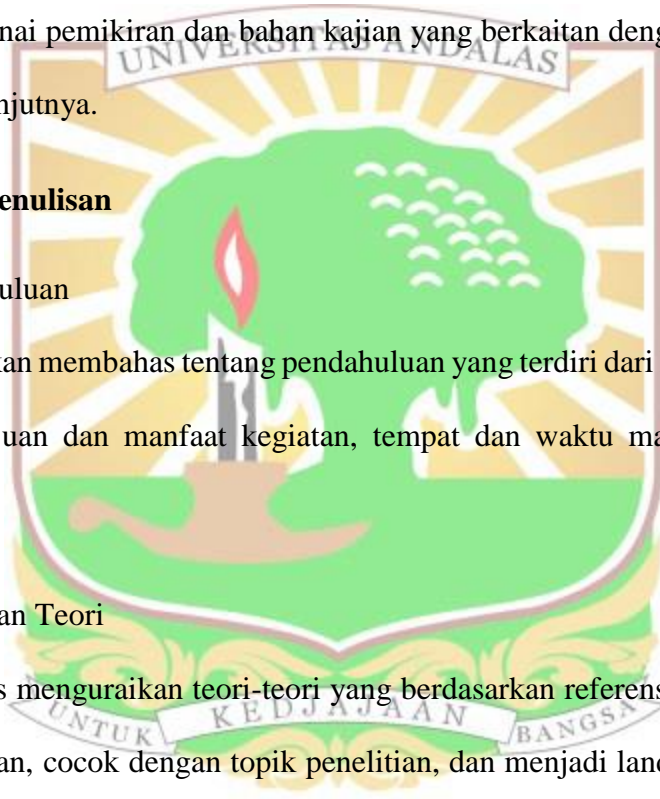 nai pemikiran dan bahan kajian yang berkaitan deng
UNIVERSITAS ANDALAS
njutnya.
enulisan
uluan
kan membahas tentang pendahuluan yang terdiri dari
uan dan manfaat kegiatan, tempat dan waktu ma
an Teori
s menguraikan teori-teori yang berdasarkan referens
UNTUK KEDJAJAAN BANGSA
an, cocok dengan topik penelitian, dan menjadi land